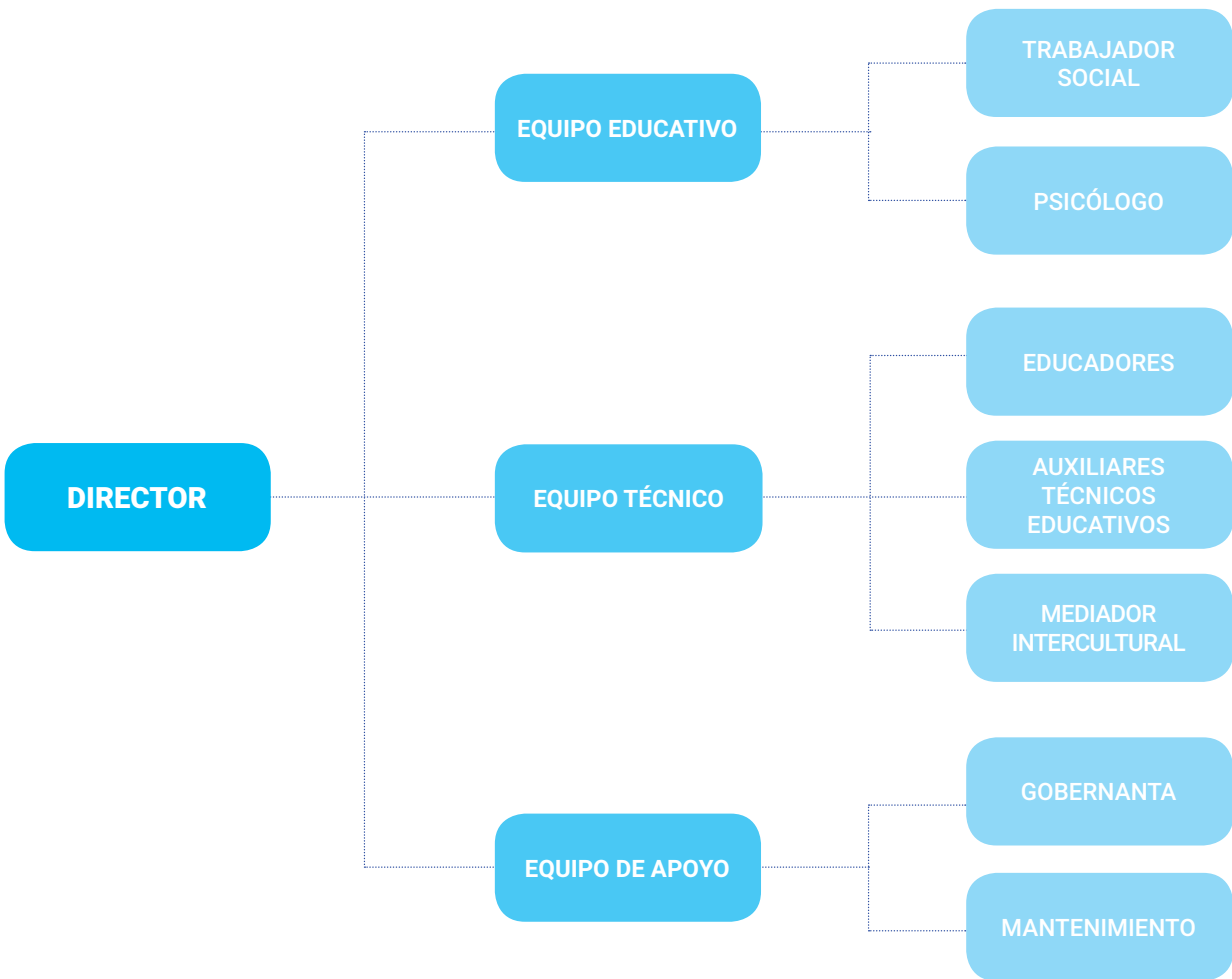 DIRECTOR
EQUIPO EDUCATIVO
TRABAJADOR
SOCIAL
PSICÓLOGO
EQUIPO TÉCNICO
EDUCADORES
AUXILIARES
TÉCNICOS
EDUCATIVOS
MEDIADOR
INTERCULTURAL
EQUIPO DE APOYO
GOBERNANTA
MANTENIMIENTO